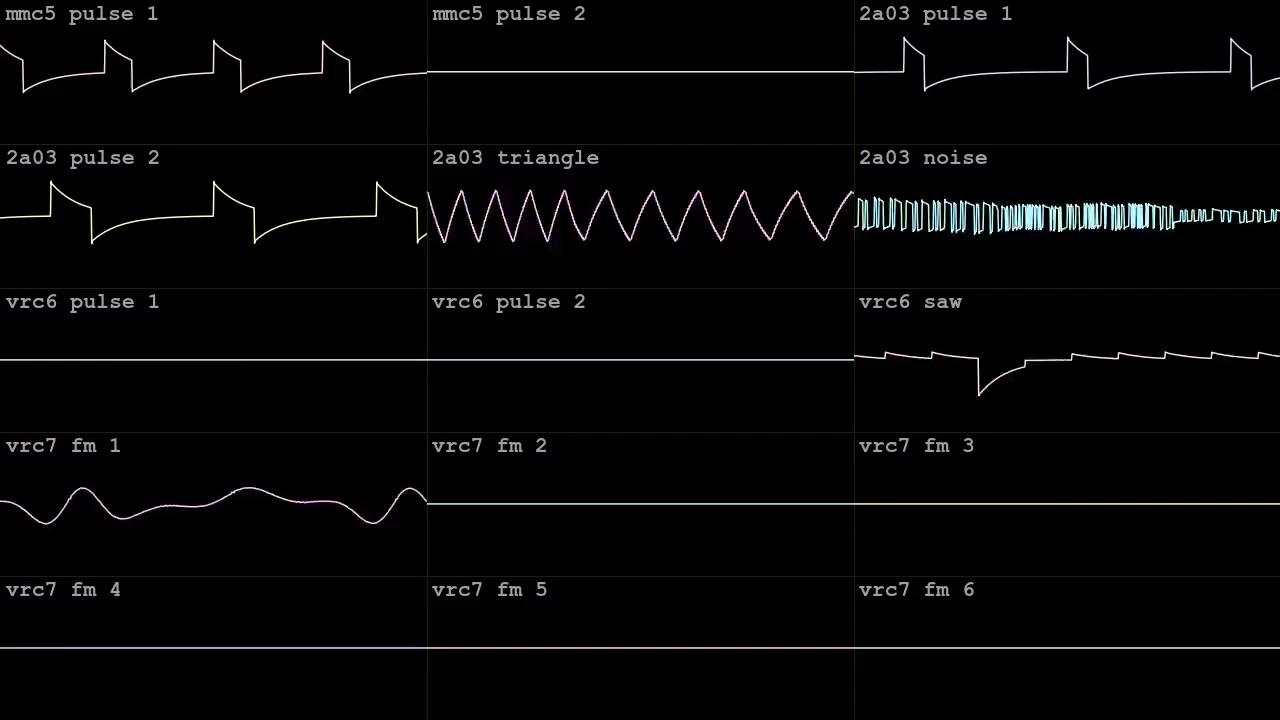 mmc5 pulse 1
mmc5 pulse 2
2a03 pulse 1
2a03 pulse 2
2a03 triangle
2a03 noise
vrc6 pulse 1
vrc6 pulse 2
vrc6 saw
vrc7 fm 1
vrc7 fm 2
vrc7 fm 3
vrc7 fm 4
vrc7 fm 5
vrc7 fm 6